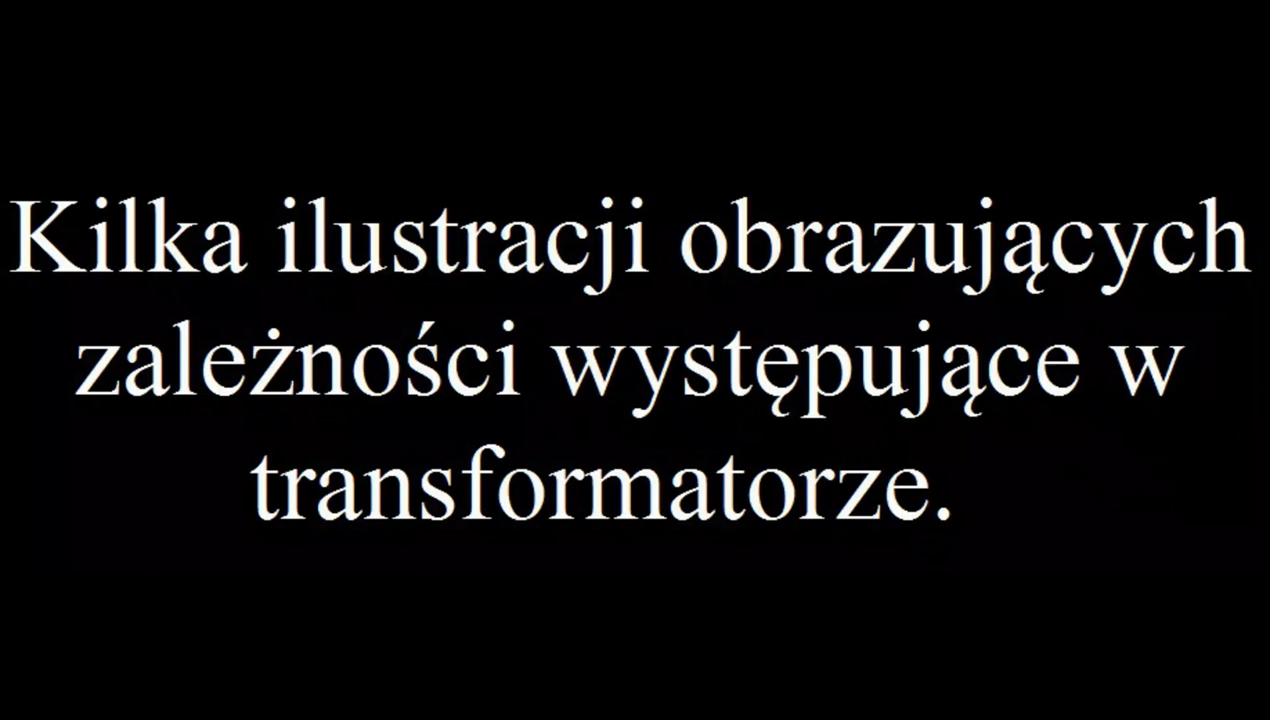 Kilka ilustracji obrazujących
zależności występujące w
transformatorze.